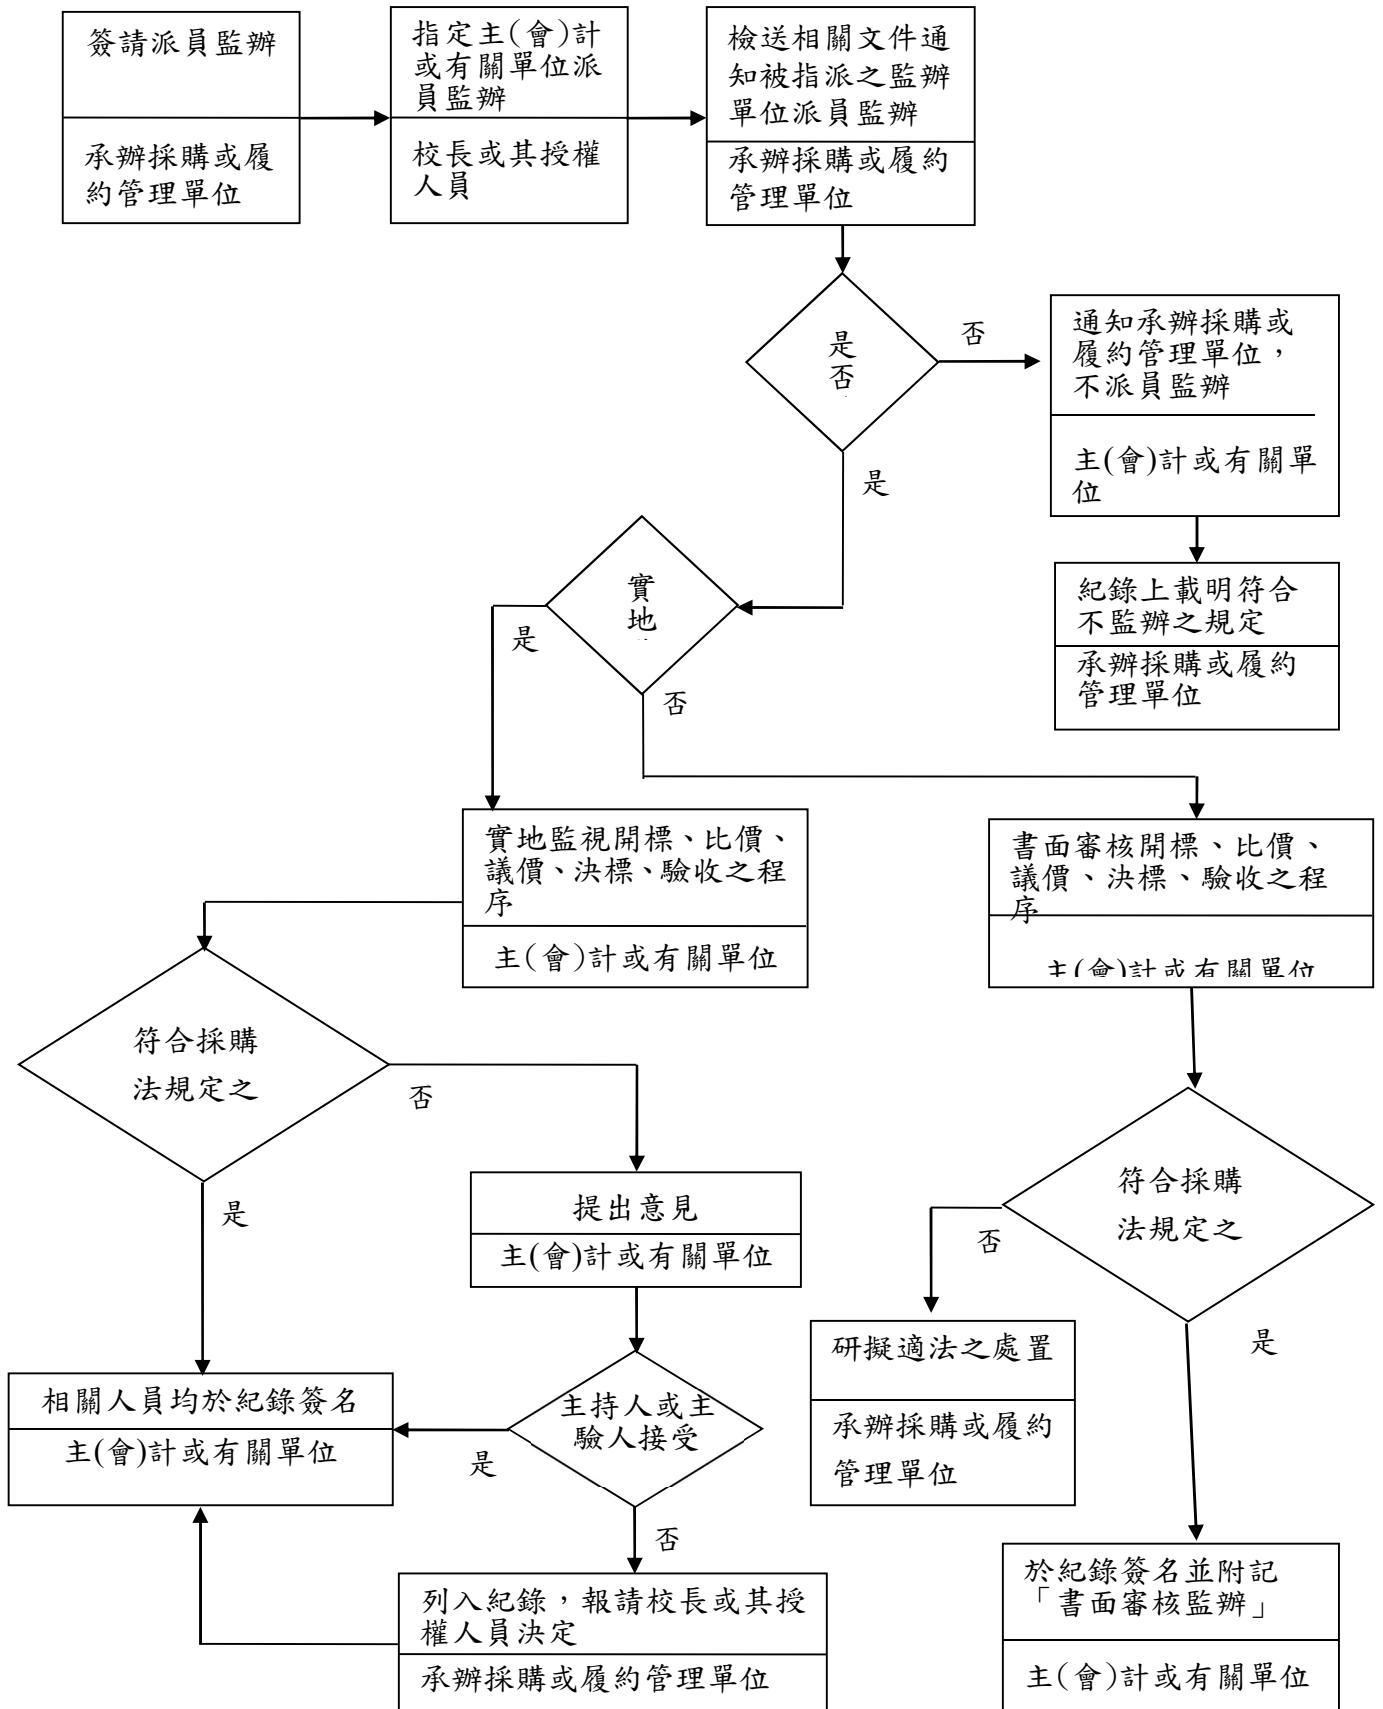 簽請派員監辦
承辦採購或履
約管理單位
指定主(會)計
或有關單位派
員監辦
校長或其授權
人員
檢送相關文件通
知被指派之監辦
單位派員監辦
承辦採購或履約
管理單位
是
否
否
是
通知承辦採購或
履約管理單位，
不派員監辦
主(會)計或有關單
位
紀錄上載明符合
不監辦之規定
承辦採購或履約
管理單位
實
地
是
否
實地監視開標、比價、
議價、決標、驗收之程
序
主(會)計或有關單位
書面審核開標、比價、
議價、決標、驗收之程
序
主(會)計或有關單位
符合採購
法規定之
否
是
提出意見
主(會)計或有關單位
符合採購
法規定之
否
是
研擬適法之處置
承辦採購或履約
管理單位
相關人員均於紀錄簽名
主(會)計或有關單位
主持人或主
驗人接受
是
否
列入紀錄，報請校長或其授
權人員決定
承辦採購或履約管理單位
於紀錄簽名並附記
「書面審核監辦」
主(會)計或有關單位